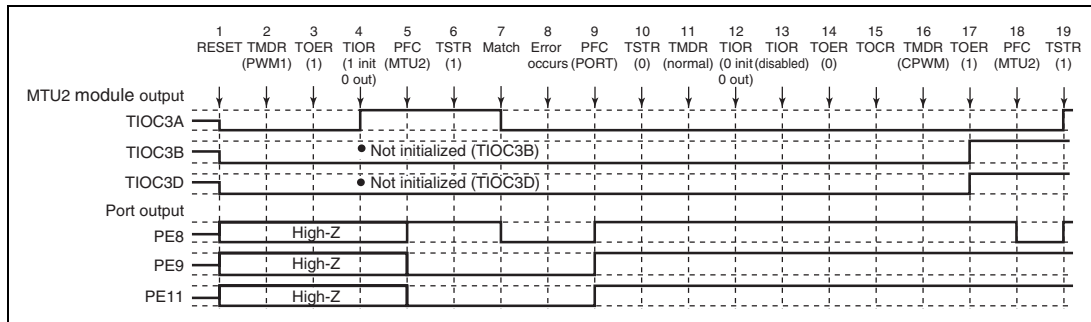 1 2 3 4 5 6 7 8 9 10 11 12 13 14 15 16 17 18 19
RESET TMDR TOER TIOR PFC TSTR Match Error PFC TSTR TMDR TIOR TIOR TOER TOCR TMDR TOER PFC TSTR
(PWM1) (1) (1 init (MTU2) (1) occurs (PORT) (0) (normal) (0 init (disabled) (0) (CPWM) (1) (MTU2) (1)
0 out) 0 out)
MTU2 module output
TIOC3A
TIOC3B • Not initialized (TIOC3B)
TIOC3D • Not initialized (TIOC3D)
Port output
PE8 High-Z
PE9 High-Z
PE11 High-Z